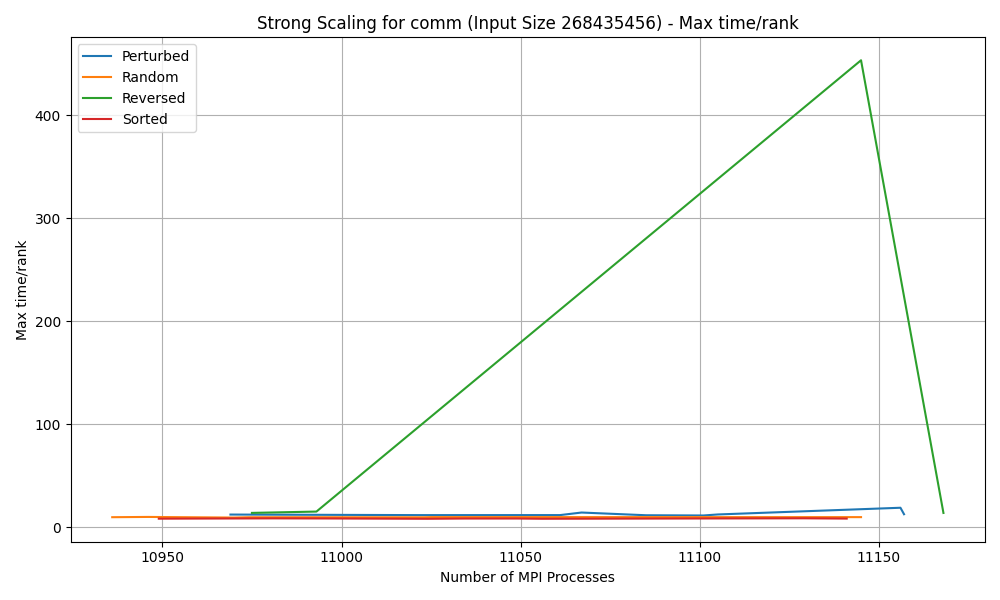 Strong Scaling for comm (Input Size 268435456) - Max time/rank
Perturbed
Random
Reversed
Sorted
Max time/rank
400
300
200
100
0
10950 11000 11050 11100 11150
Number of MPI Processes